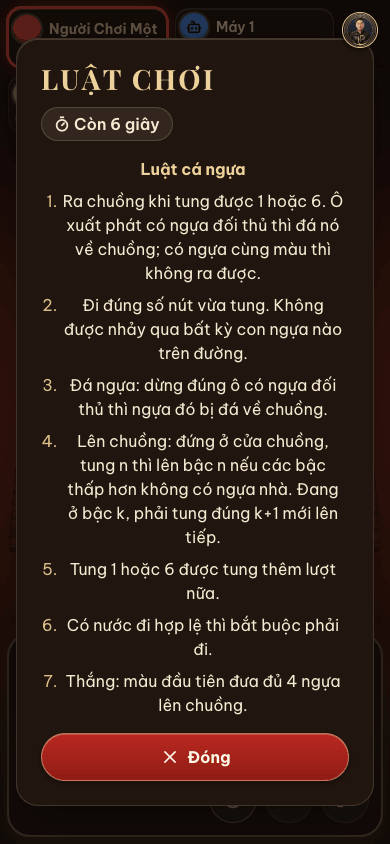 Người Chơi Một
Máy 1
LUẬT CHƠI
Còn 6 giây
Luật cá ngựa
1. Ra chuồng khi tung được 1 hoặc 6. Ô
xuất phát có ngựa đối thủ thì đá nó
về chuồng; có ngựa cùng màu thì
không ra được.
2. Đi đúng số nút vừa tung. Không
được nhảy qua bất kỳ con ngựa nào
trên đường.
3. Đá ngựa: dừng đúng ô có ngựa đối
thủ thì ngựa đó bị đá về chuồng.
4. Lên chuồng: đứng ở cửa chuồng,
tung n thì lên bậc n nếu các bậc
thấp hơn không có ngựa nhà. Đang
ở bậc k, phải tung đúng k+1 mới lên
tiếp.
5. Tung 1 hoặc 6 được tung thêm lượt
nữa.
6. Có nước đi hợp lệ thì bắt buộc phải
đi.
7. Thắng: màu đầu tiên đưa đủ 4 ngựa
lên chuồng.
Đóng